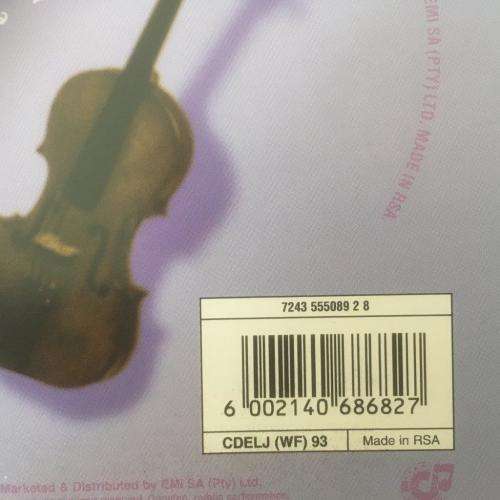 EMI SA (PTY) LTD. MADE IN RSA
7243 555089 2 8
6 002140 686827
CDELJ (WF) 93
Made in RSA
Marketed & Distributed by EMI SA (Pty) Ltd.